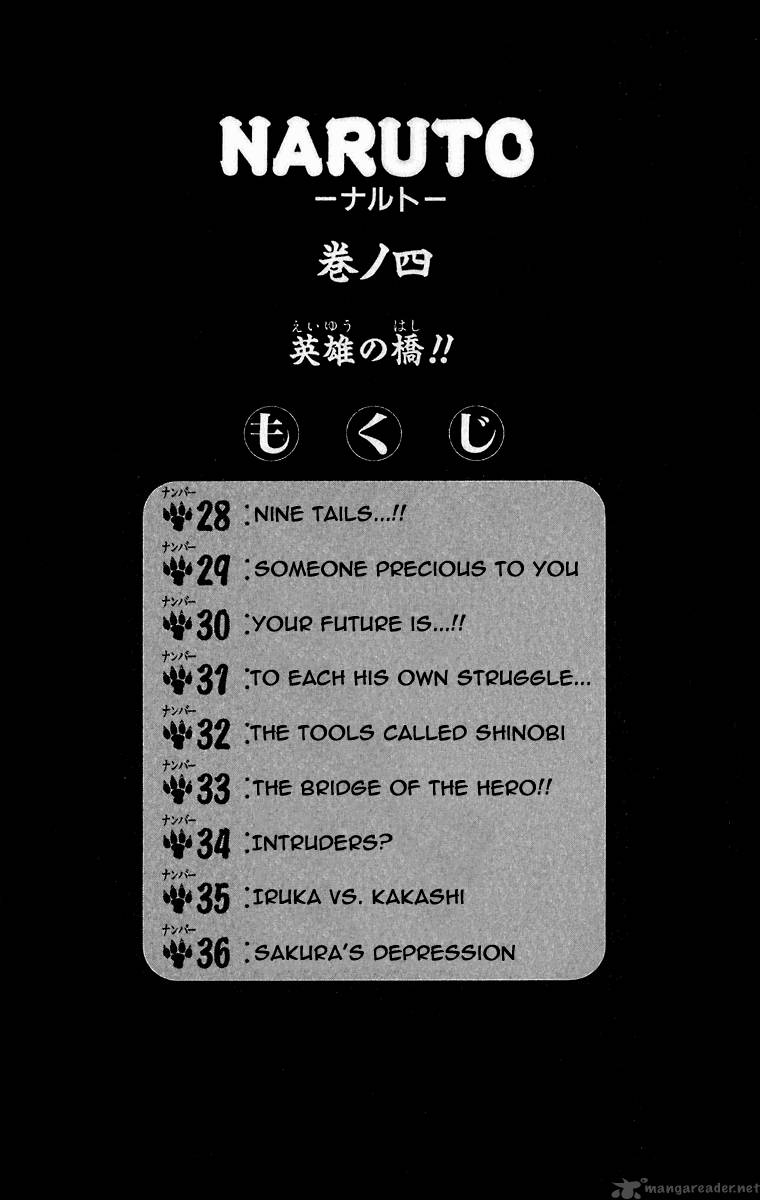 NARUTO
ーナルトー
巻ノ四
えいゆう はし
英雄の橋!!
もくじ
ナンバー
28 :NINE TAILS...!!
ナンバー
29 :SOMEONE PRECIOUS TO YOU
ナンバー
30 :YOUR FUTURE IS...!!
ナンバー
31 :TO EACH HIS OWN STRUGGLE...
ナンバー
32 :THE TOOLS CALLED SHINOBI
ナンバー
33 :THE BRIDGE OF THE HERO!!
ナンバー
34 :INTRUDERS?
ナンバー
35 :IRUKA VS. KAKASHI
ナンバー
36 :SAKURA'S DEPRESSION
mangareader.net